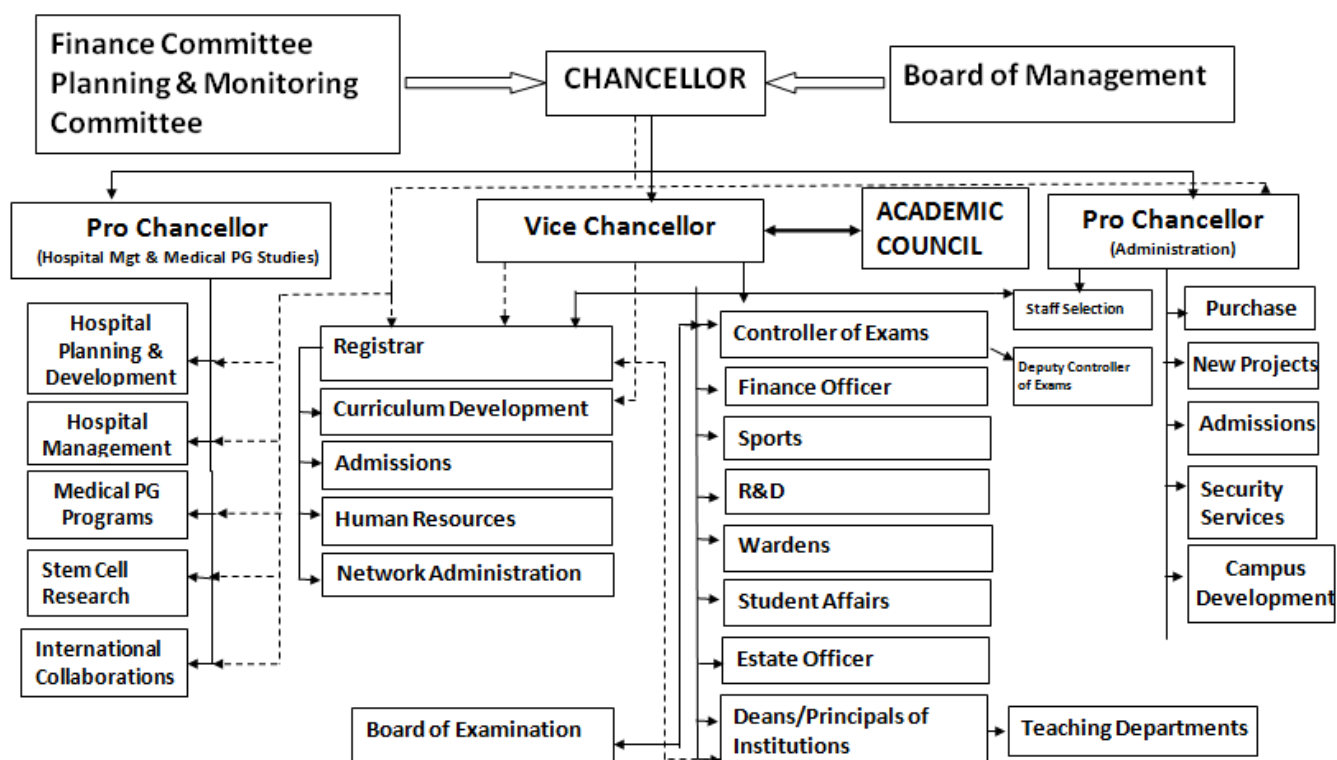 Finance Committee
Planning & Monitoring
Committee
CHANCELLOR
Board of Management
Pro Chancellor
(Hospital Mgt & Medical PG Studies)
Vice Chancellor
ACADEMIC
COUNCIL
Pro Chancellor
(Administration)
Hospital
Planning &
Development
Hospital
Management
Medical PG
Programs
Stem Cell
Research
International
Collaborations
Registrar
Curriculum Development
Admissions
Human Resources
Network Administration
Board of Examination
Controller of Exams
Finance Officer
Sports
R&D
Wardens
Student Affairs
Estate Officer
Deans/Principals of
Institutions
Teaching Departments
Staff Selection
Deputy Controller
of Exams
Purchase
New Projects
Admissions
Security
Services
Campus
Development